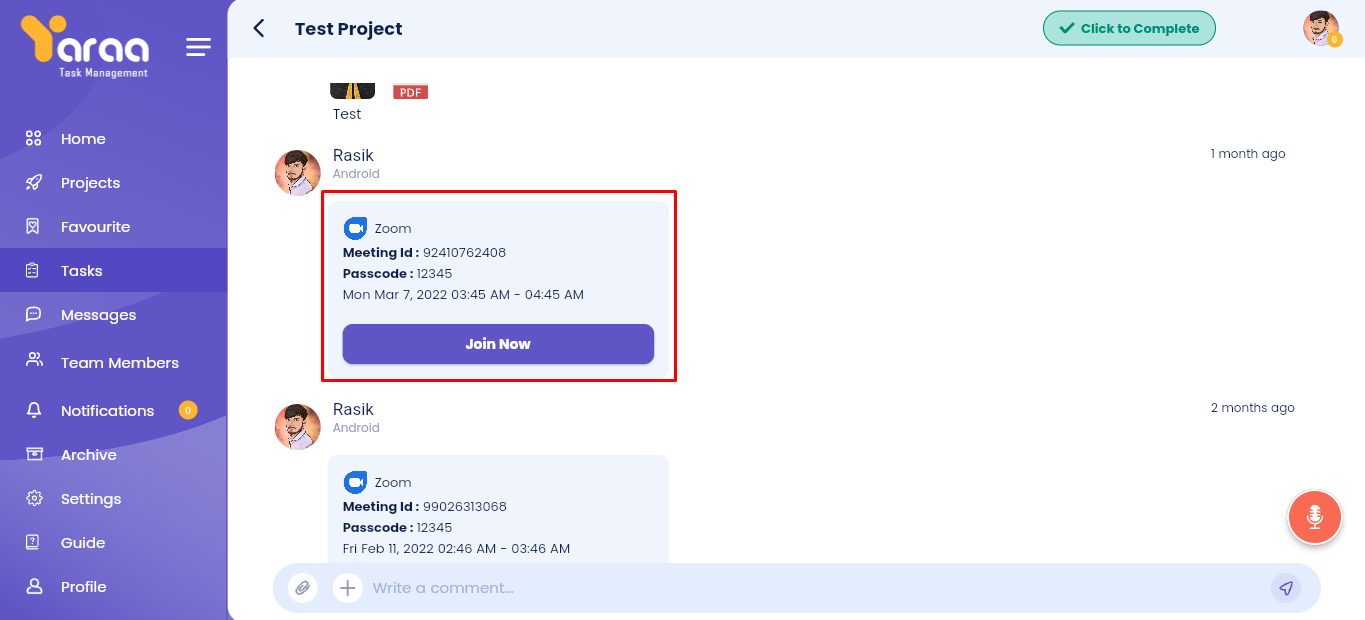 Yaraa
Task Management
Home
Projects
Favourite
Tasks
Messages
Team Members
Notifications 0
Archive
Settings
Guide
Profile
Test Project
Click to Complete
0
PDF
Test
Rasik
1 month ago
Android
Zoom
Meeting Id : 92410762408
Passcode : 12345
Mon Mar 7, 2022 03:45 AM - 04:45 AM
Join Now
Rasik
2 months ago
Android
Zoom
Meeting Id : 99026313068
Passcode : 12345
Fri Feb 11, 2022 02:46 AM - 03:46 AM
Write a comment...